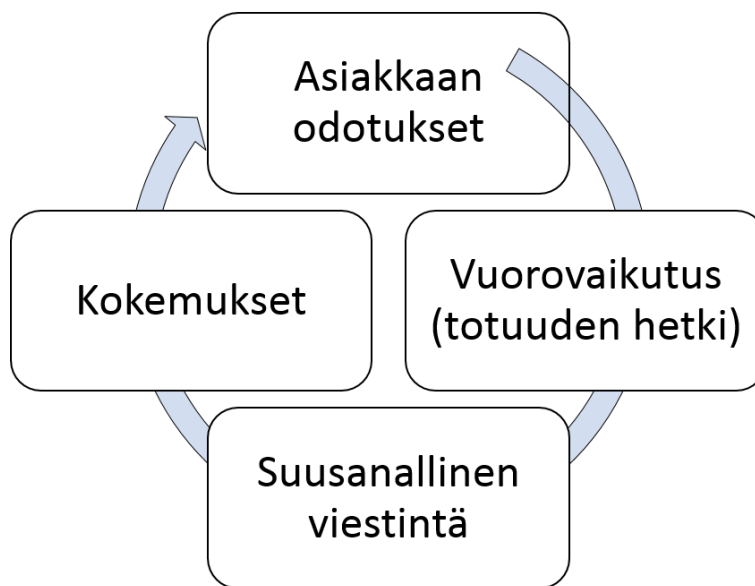 Asiakkaan
odotukset
Vuorovaikutus
(totuuden hetki)
Suusanallinen
viestintä
Kokemukset